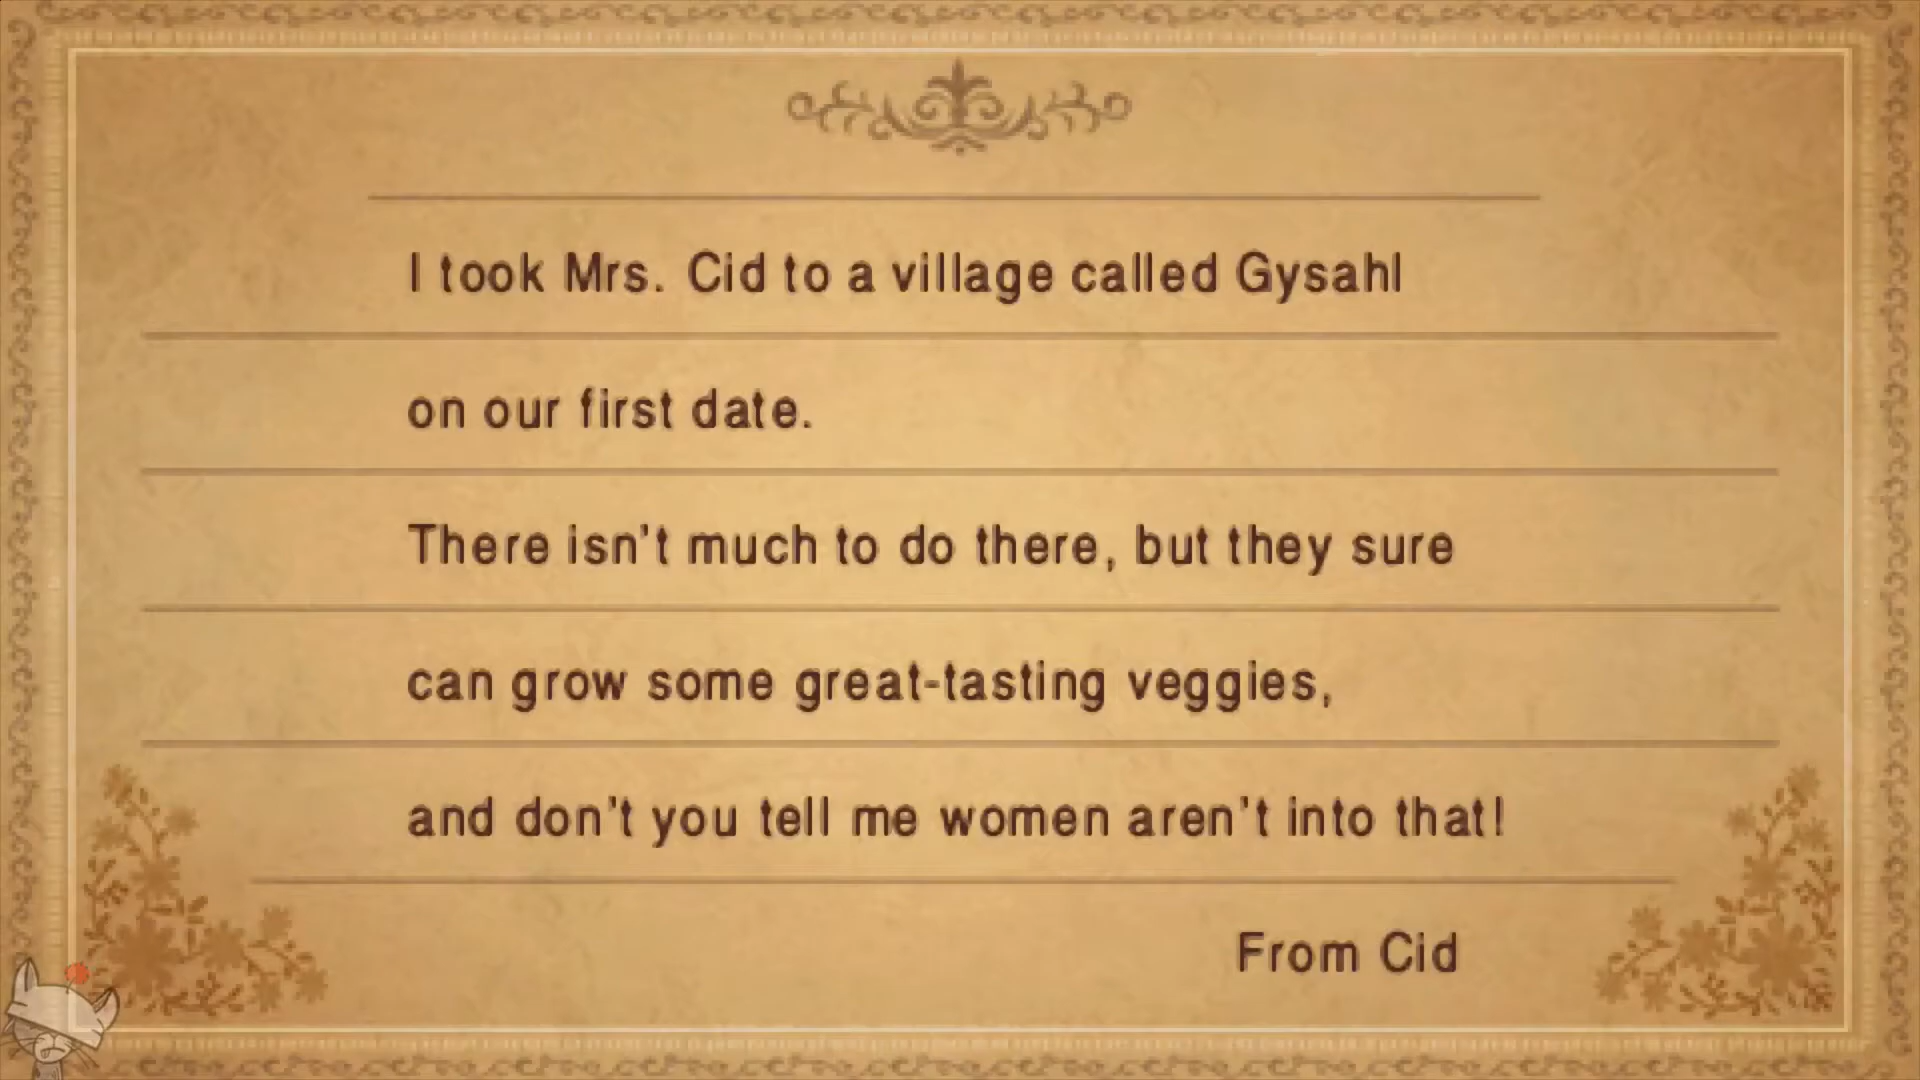 I took Mrs. Cid to a village called Gysahl
on our first date.
There isn't much to do there, but they sure
can grow some great-tasting veggies,
and don't you tell me women aren't into that!
From Cid